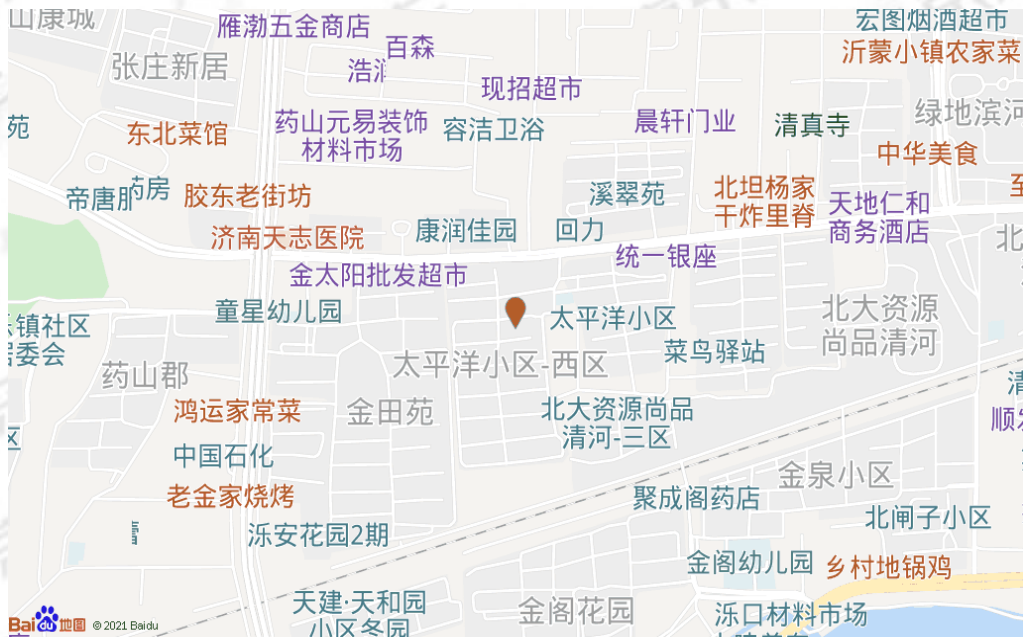 山康城
雁渤五金商店
宏图烟酒超市
百森
沂蒙小镇农家菜
张庄新居
浩润
现招超市
绿地滨河
苑
东北菜馆
药山元易装饰
材料市场
容洁卫浴
晨轩门业
清真寺
中华美食
帝唐
药房
胶东老街坊
溪翠苑
北坦杨家
干炸里脊
天地仁和
商务酒店
至
济南天志医院
康润佳园
回力
统一银座
北
金太阳批发超市
童星幼儿园
太平洋小区
北大资源
尚品清河
乐镇社区
居委会
药山郡
太平洋小区-西区
菜鸟驿站
清
鸿运家常菜
金田苑
北大资源尚品
清河-三区
顺发
区
中国石化
金泉小区
老金家烧烤
聚成阁药店
北闸子小区
泺安花园2期
金阁幼儿园
乡村地锅鸡
天建·天和园
小区冬园
金阁花园
泺口材料市场
Bai du 地图 © 2021 Baidu